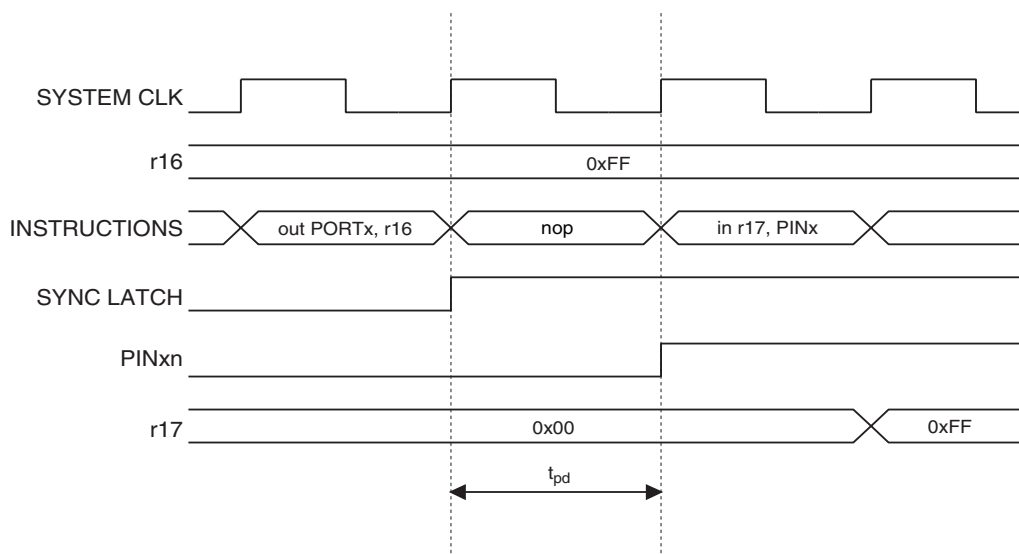 SYSTEM CLK
r16
0xFF
INSTRUCTIONS
out PORTx, r16
nop
in r17, PINx
SYNC LATCH
PINxn
r17
0x00
0xFF
tpd